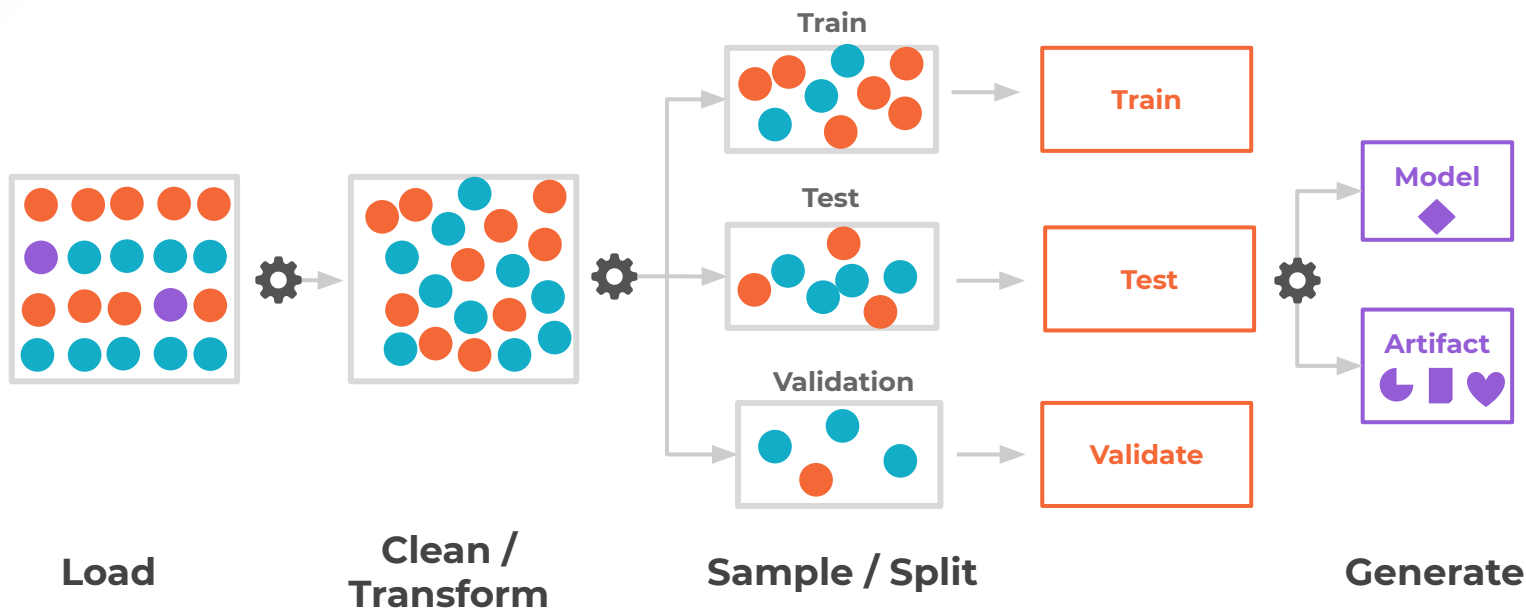 Train
Train
Test
Test
Validation
Validate
Model
Artifact
Load
Clean /
Transform
Sample / Split
Generate